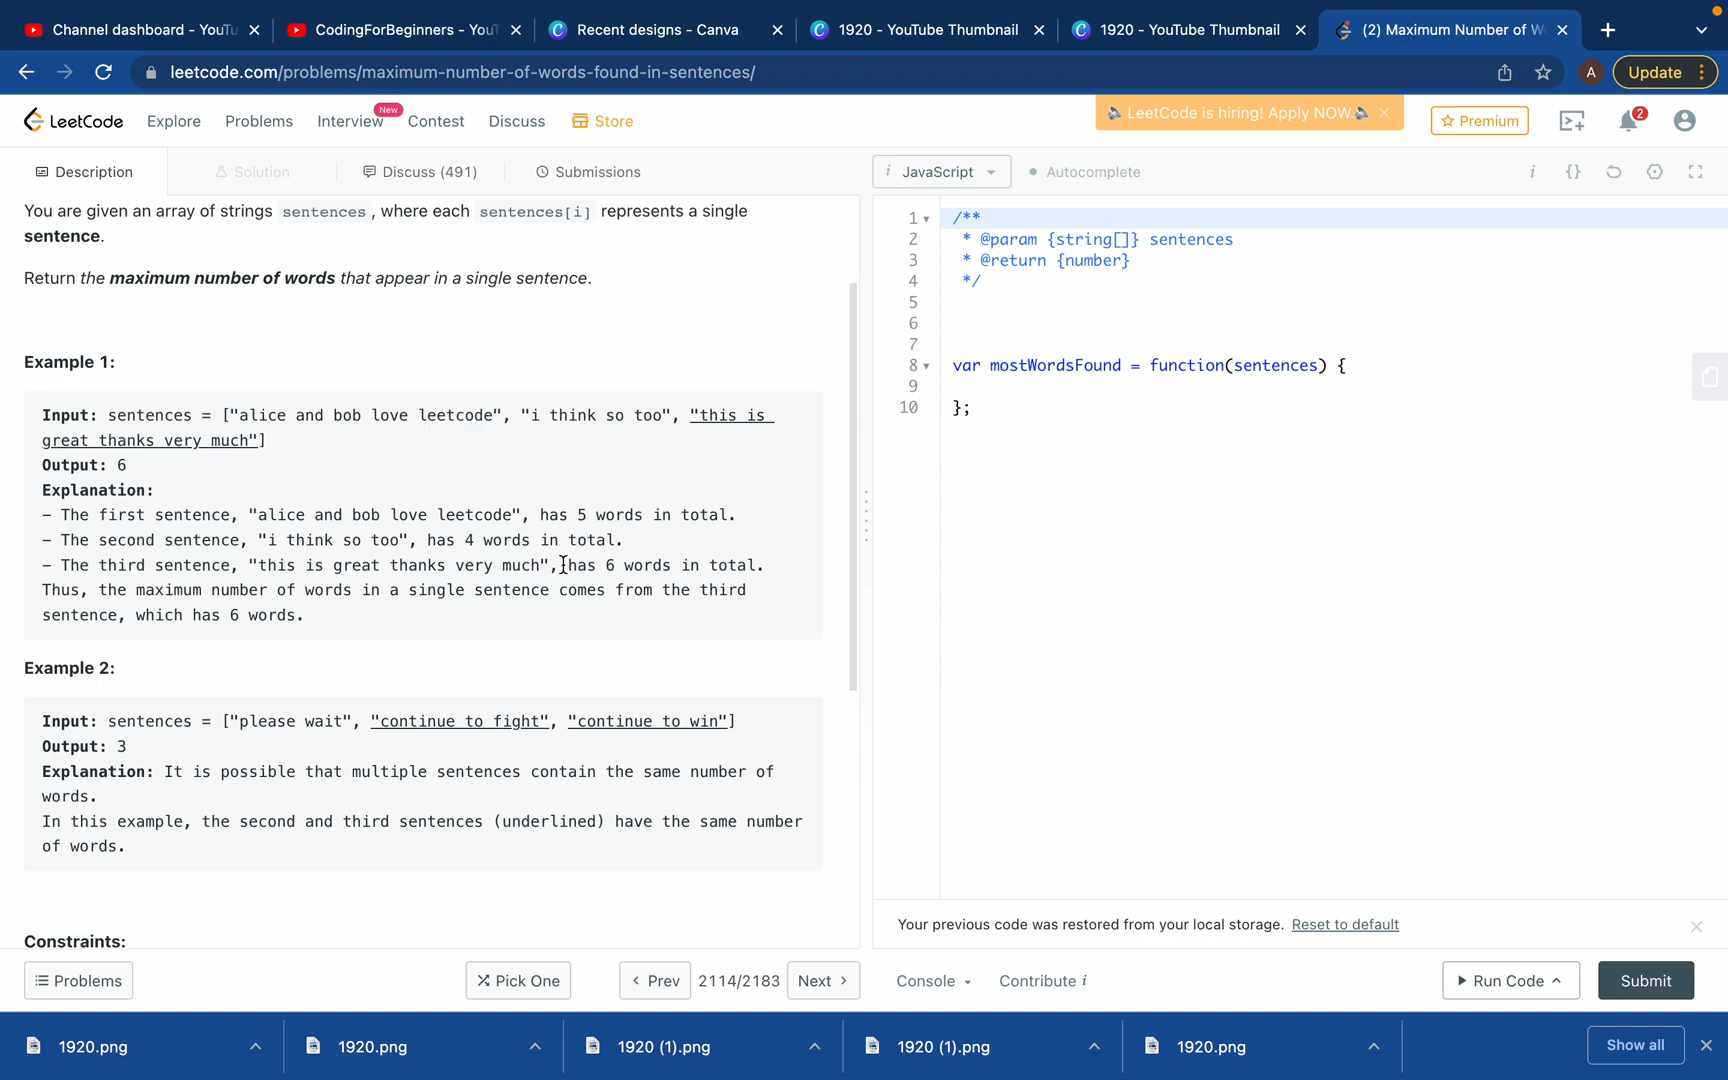 Channel dashboard - YouTu
CodingForBeginners - YouT
Recent designs - Canva
1920 - YouTube Thumbnail
1920 - YouTube Thumbnail
(2) Maximum Number of Wo
leetcode.com/problems/maximum-number-of-words-found-in-sentences/
A
Update
LeetCode
Explore
Problems
Interview
New
Contest
Discuss
Store
LeetCode is hiring! Apply NOW.
Premium
2
Description
Solution
Discuss (491)
Submissions
i JavaScript
Autocomplete
i {}
You are given an array of strings sentences, where each sentences[i] represents a single
sentence.
Return the maximum number of words that appear in a single sentence.
Example 1:
Input: sentences = ["alice and bob love leetcode", "i think so too", "this is
great thanks very much"]
Output: 6
Explanation:
- The first sentence, "alice and bob love leetcode", has 5 words in total.
- The second sentence, "i think so too", has 4 words in total.
- The third sentence, "this is great thanks very much", has 6 words in total.
Thus, the maximum number of words in a single sentence comes from the third
sentence, which has 6 words.
Example 2:
Input: sentences = ["please wait", "continue to fight", "continue to win"]
Output: 3
Explanation: It is possible that multiple sentences contain the same number of
words.
In this example, the second and third sentences (underlined) have the same number
of words.
Constraints:
1 /**
2 * @param {string[]} sentences
3 * @return {number}
4 */
5
6
7
8 var mostWordsFound = function(sentences) {
9
10 };
Your previous code was restored from your local storage. Reset to default
Problems
Pick One
Prev
2114/2183
Next
Console
Contribute i
Run Code
Submit
1920.png
1920.png
1920 (1).png
1920 (1).png
1920.png
Show all